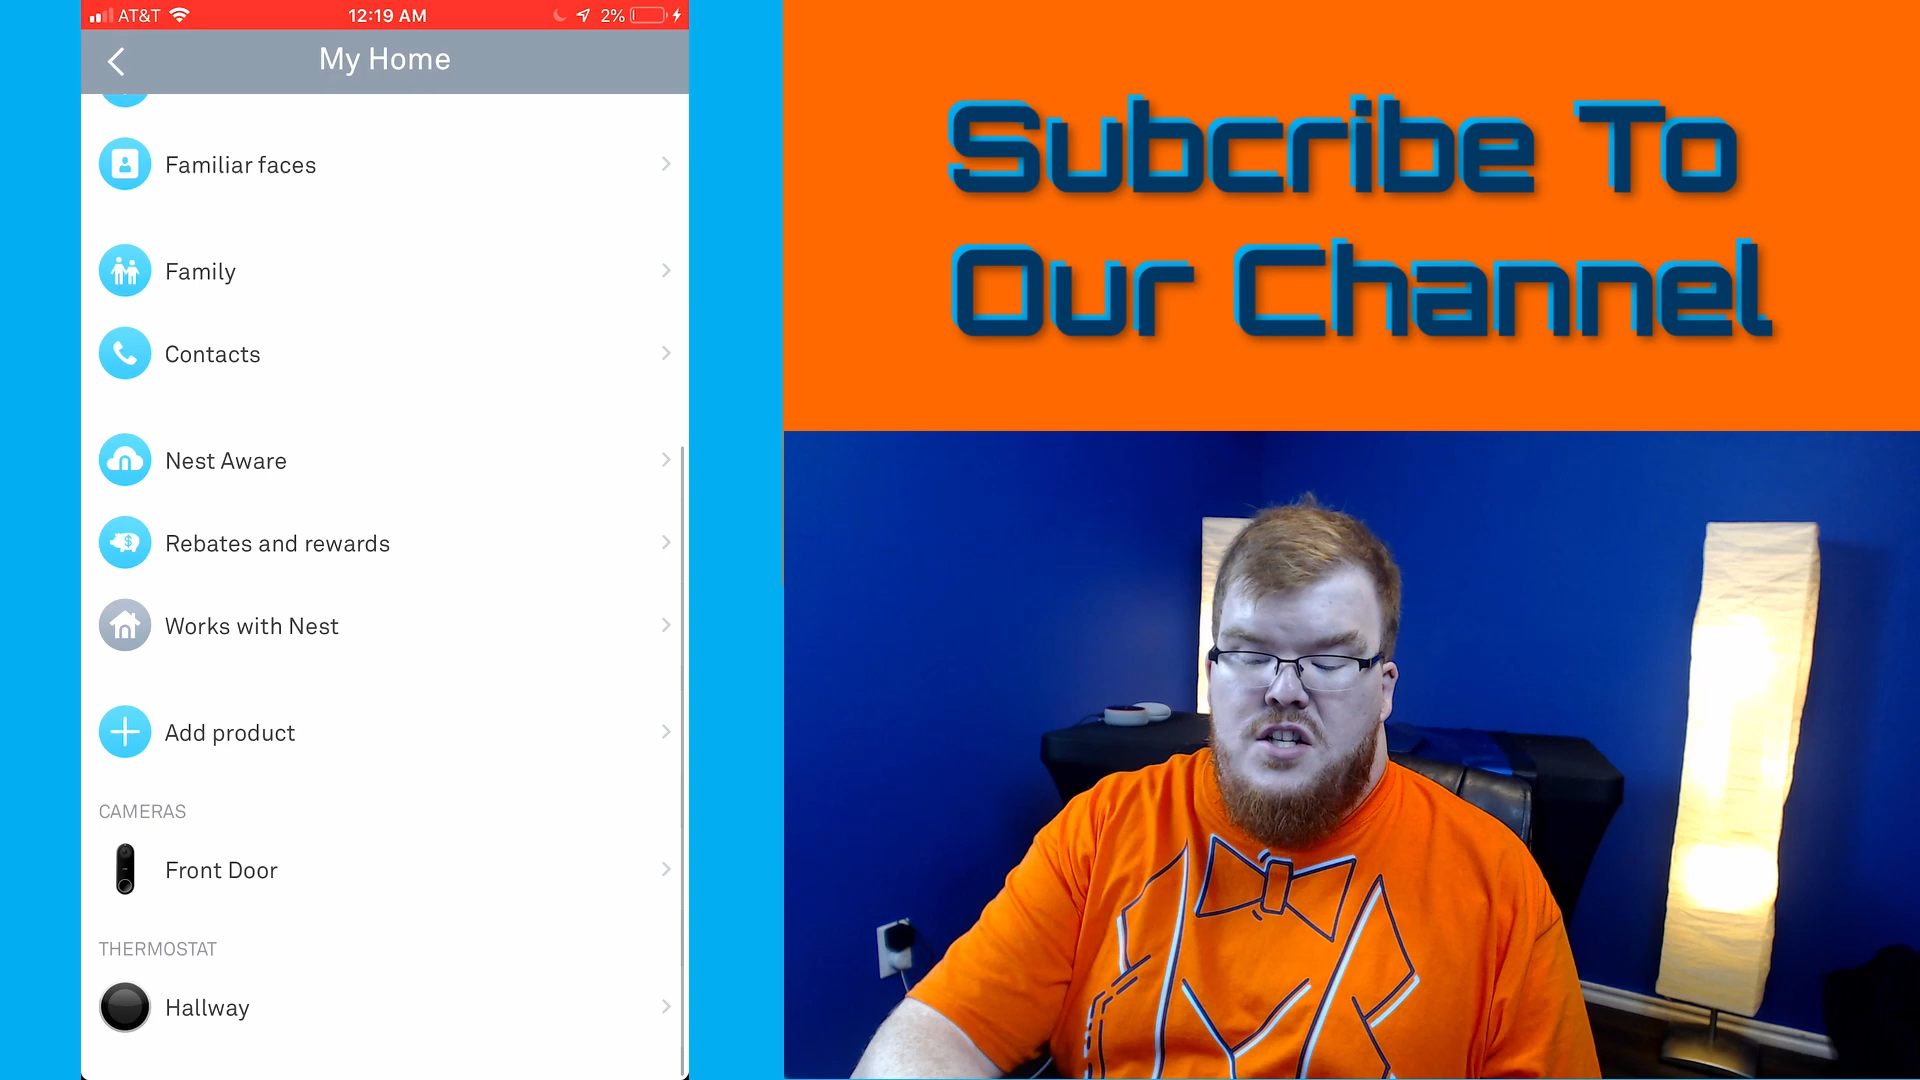 AT&T 12:19 AM 2%
My Home
Familiar faces
Family
Contacts
Nest Aware
Rebates and rewards
Works with Nest
Add product
CAMERAS
Front Door
THERMOSTAT
Hallway
Subcribe To
Our Channel